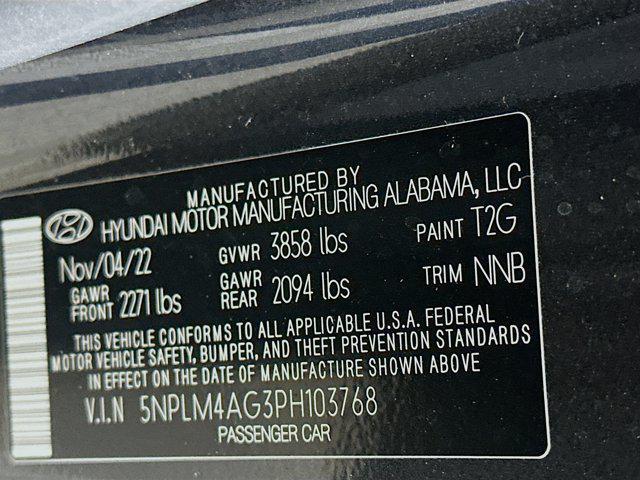 MANUFACTURED BY
HYUNDAI MOTOR MANUFACTURING ALABAMA, LLC
Nov/04/22 GVWR 3858 lbs PAINT T2G
GAWR FRONT 2271 lbs GAWR REAR 2094 lbs TRIM NNB
THIS VEHICLE CONFORMS TO ALL APPLICABLE U.S.A. FEDERAL
MOTOR VEHICLE SAFETY, BUMPER, AND THEFT PREVENTION STANDARDS
IN EFFECT ON THE DATE OF MANUFACTURE SHOWN ABOVE
V.I.N 5NPLM4AG3PH103768
PASSENGER CAR